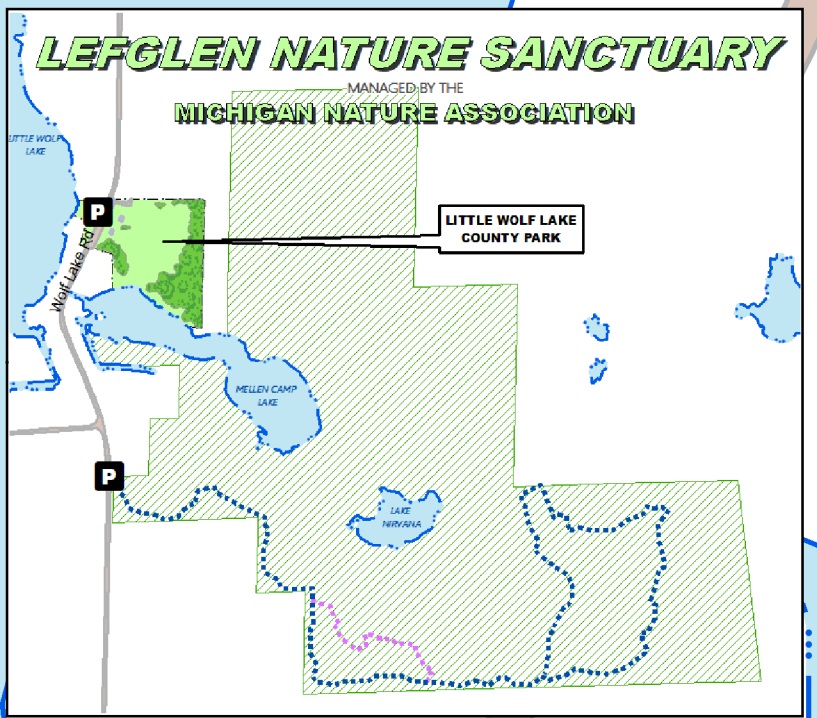 LEFGLEN NATURE SANCTUARY
MANAGED BY THE
MICHIGAN NATURE ASSOCIATION
LITTLE WOLF
LAKE
P
LITTLE WOLF LAKE
COUNTY PARK
Wolf Lake Rd
MELLEN CAMP
LAKE
P
LAKE
NIRVANA